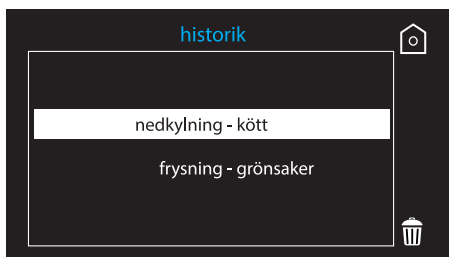 historik
nedkylning - kött
frysning - grönsaker